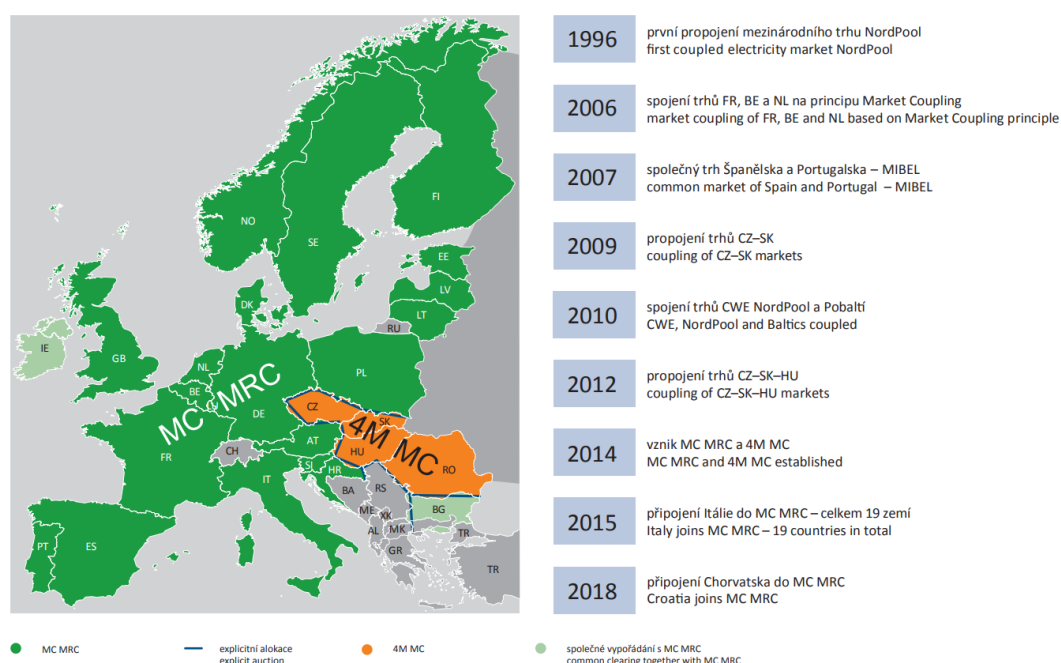 1996
první propojení mezinárodního trhu NordPool
first coupled electricity market NordPool
2006
spojení trhů FR, BE a NL na principu Market Coupling
market coupling of FR, BE and NL based on Market Coupling principle
2007
společný trh Španělska a Portugalska – MIBEL
common market of Spain and Portugal – MIBEL
2009
propojení trhů CZ–SK
coupling of CZ–SK markets
2010
spojení trhů CWE NordPool a Pobaltí
CWE, NordPool and Baltics coupled
2012
propojení trhů CZ–SK–HU
coupling of CZ–SK–HU markets
2014
vznik MC MRC a 4M MC
MC MRC and 4M MC established
2015
připojení Itálie do MC MRC – celkem 19 zemí
Italy joins MC MRC – 19 countries in total
2018
připojení Chorvatska do MC MRC
Croatia joins MC MRC
NO
SE
FI
EE
LV
LT
RU
DK
IE
GB
NL
BE
PL
MC MRC
DE
CZ
SK
4M MC
FR
CH
AT
HU
RO
SI
HR
IT
BA
RS
ME
XK
BG
AL
MK
TR
GR
TR
PT
ES
MC MRC
explicitní alokace
explicit auction
4M MC
společné vypořádání s MC MRC
common clearing together with MC MRC